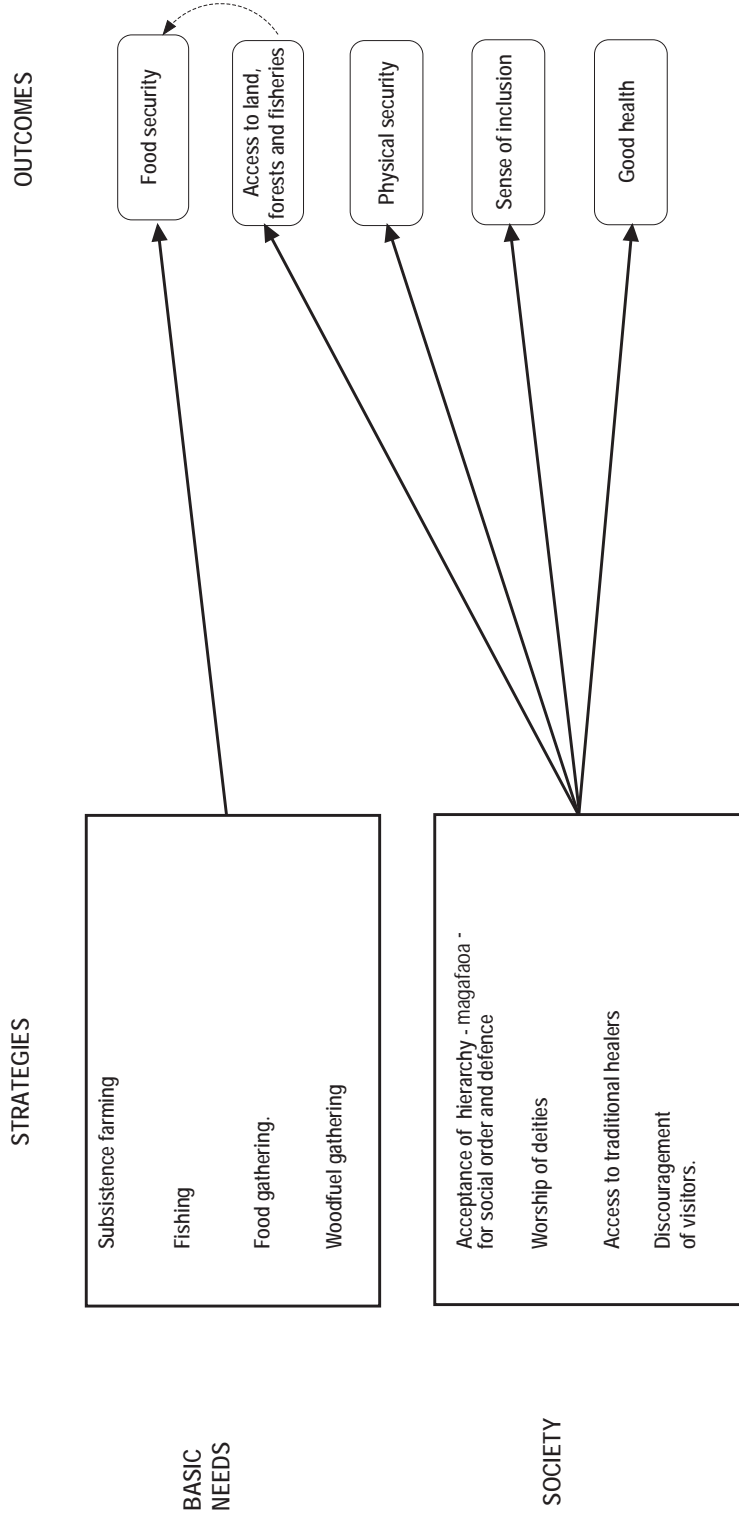 STRATEGIES
OUTCOMES
BASIC
NEEDS
Subsistence farming
Fishing
Food gathering.
Woodfuel gathering
SOCIETY
Acceptance of hierarchy - magafaoa -
for social order and defence
Worship of deities
Access to traditional healers
Discouragement
of visitors.
Food security
Access to land,
forests and fisheries
Physical security
Sense of inclusion
Good health